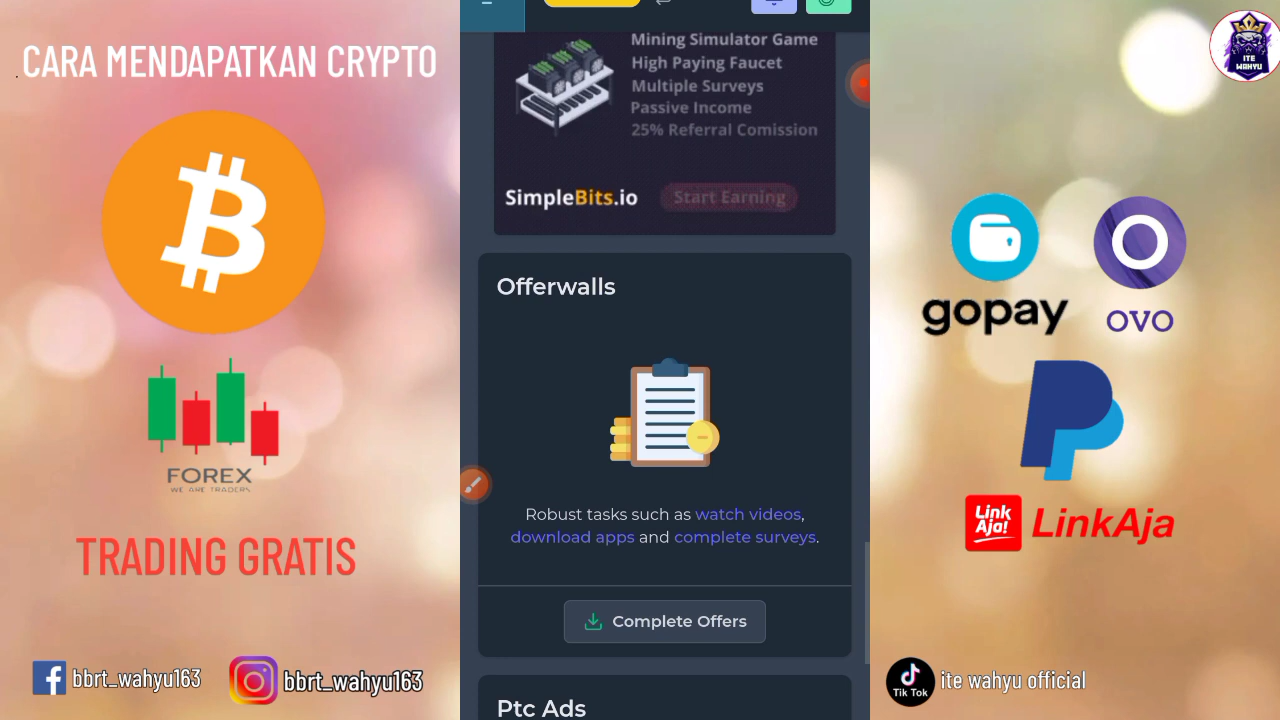 CARA MENDAPATKAN CRYPTO
FOREX
WE ARE TRADERS
TRADING GRATIS
bbrt_wahyu163
bbrt_wahyu163
Mining Simulator Game
High Paying Faucet
Multiple Surveys
Passive Income
25% Referral Comission
SimpleBits.io
Start Earning
Offerwalls
Robust tasks such as watch videos,
download apps and complete surveys.
Complete Offers
Ptc Ads
ITE
WAHYU
gopay
OVO
Link
Aja!
LinkAja
Tik Tok
ite wahyu official